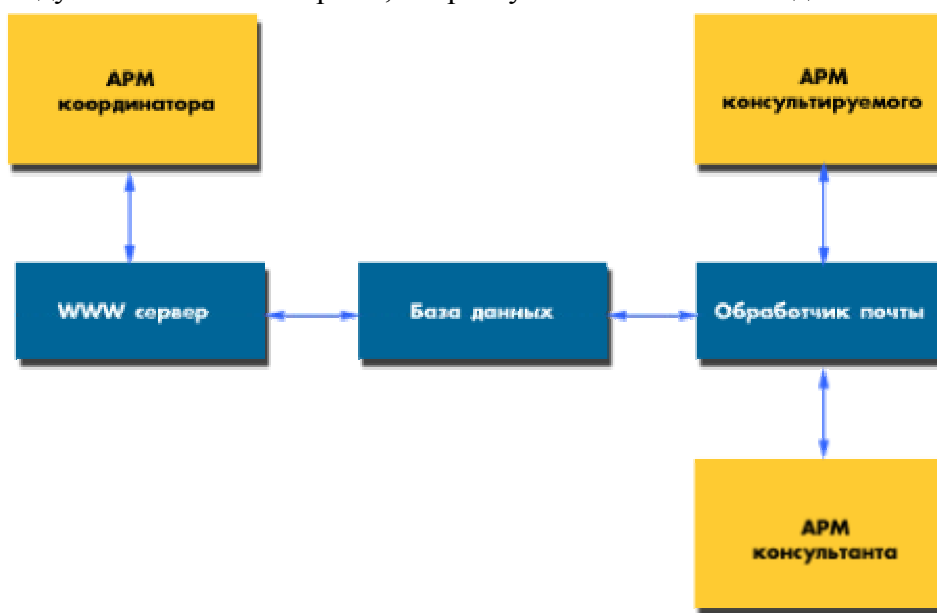 АРМ
координатора
АРМ
консультируемого
WWW сервер
База данных
Обработчик почты
АРМ
консультанта